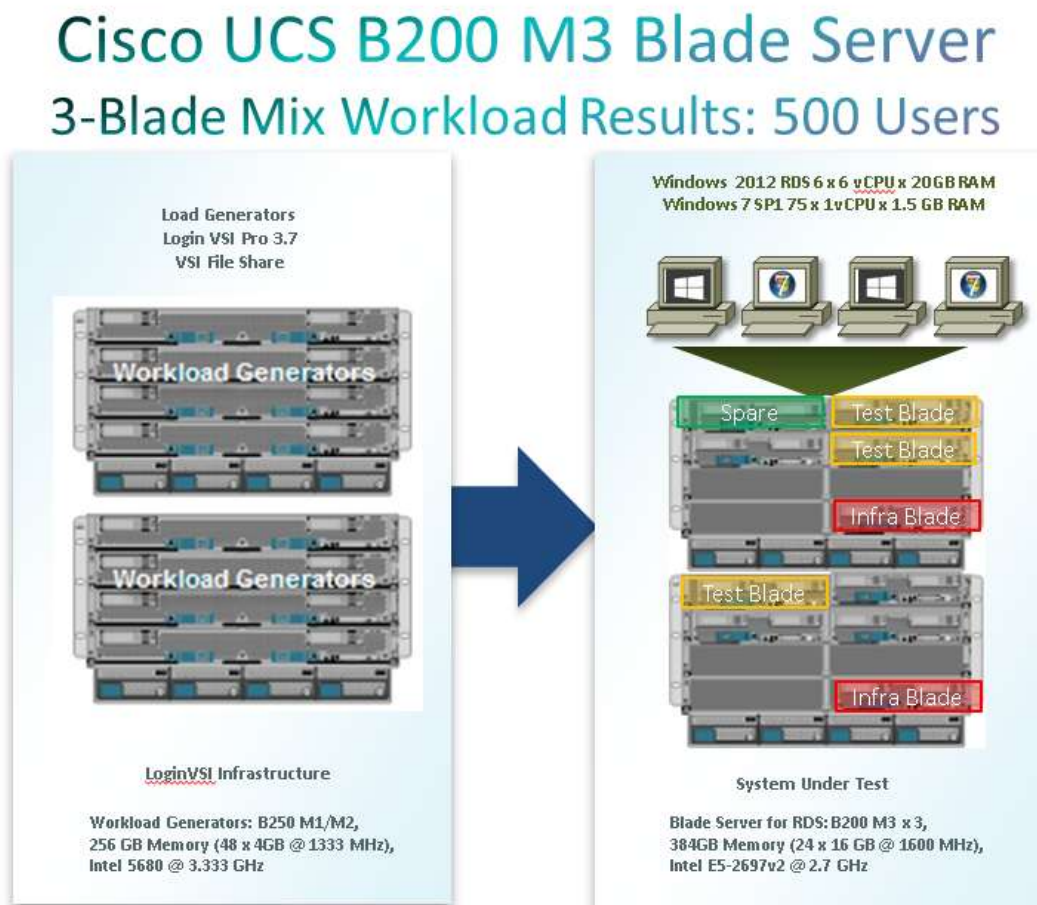 Cisco UCS B200 M3 Blade Server
3-Blade Mix Workload Results: 500 Users
Load Generators
Login VSI Pro 3.7
VSI File Share
Workload Generators
Workload Generators
LoginVSI Infrastructure
Workload Generators: B250 M1/M2,
256 GB Memory (48 x 4GB @ 1333 MHz),
Intel 5680 @ 3.333 GHz
Windows 2012 RDS 6 x 6 vCPU x 20GB RAM
Windows 7 SP1 75 x 1vCPU x 1.5 GB RAM
7
7
Spare
Test Blade
Test Blade
Infra Blade
Test Blade
Infra Blade
System Under Test
Blade Server for RDS: B200 M3 x 3,
384GB Memory (24 x 16 GB @ 1600 MHz),
Intel E5-2697v2 @ 2.7 GHz